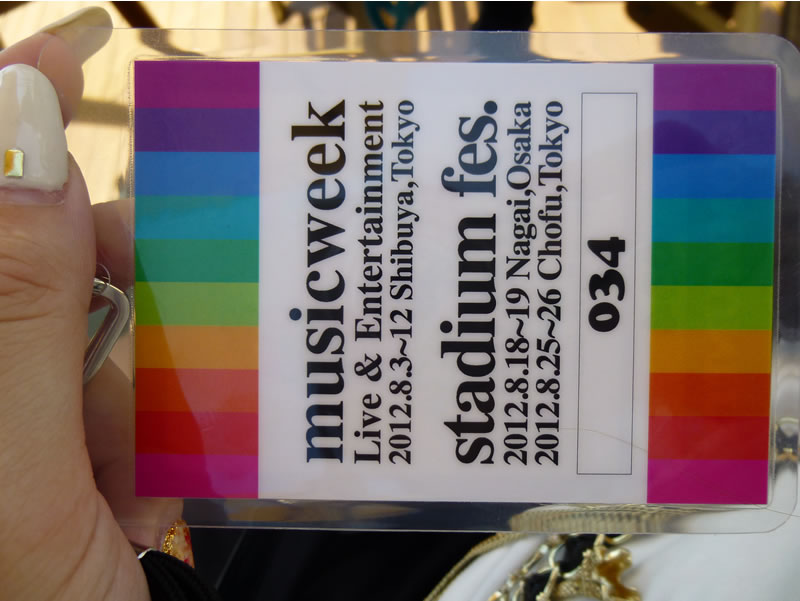 musicweek
Live & Entertainment
2012.8.3~12 Shibuya,Tokyo
stadium fes.
2012.8.18~19 Nagai,Osaka
2012.8.25~26 Chofu,Tokyo
034